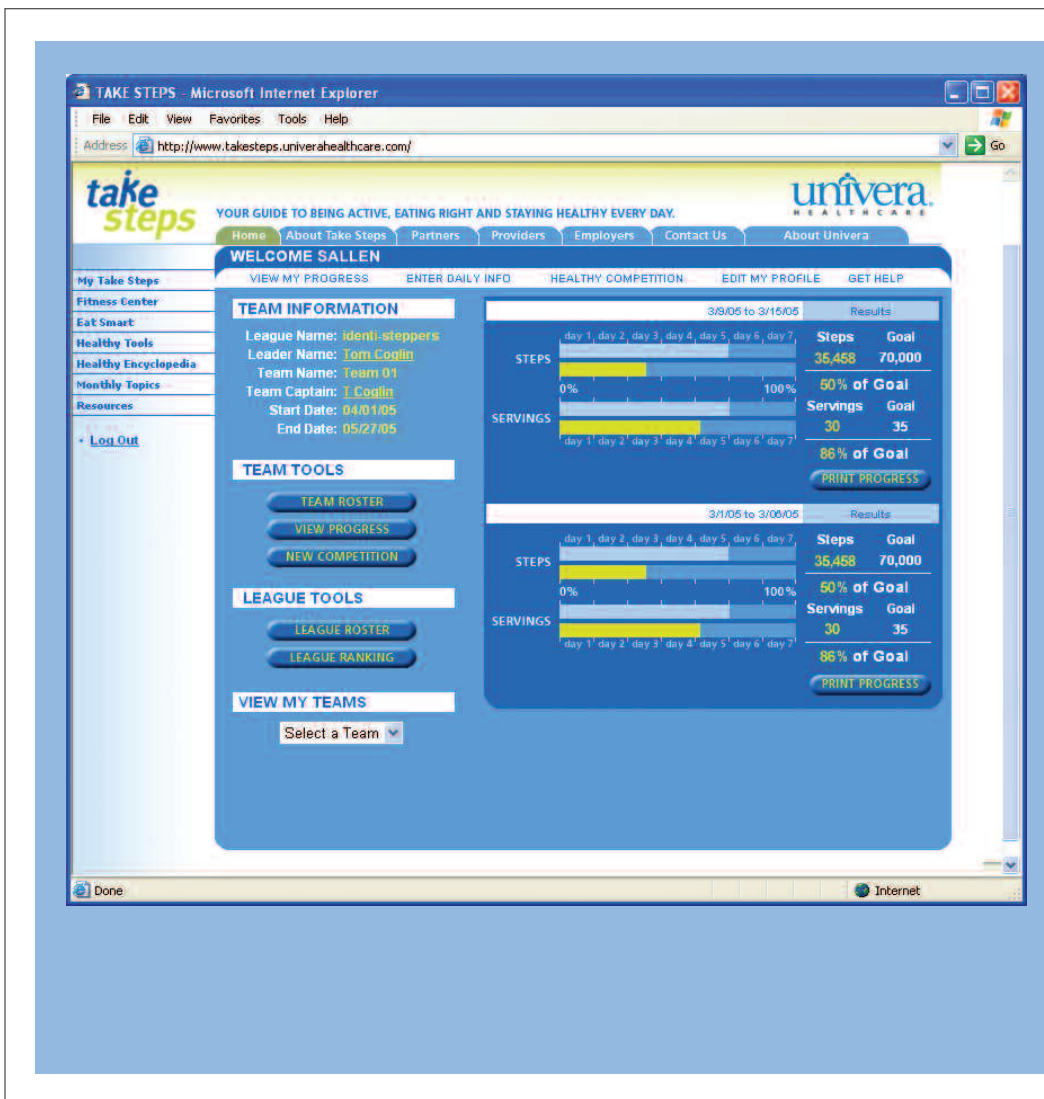 TAKE STEPS - Microsoft Internet Explorer
File Edit View Favorites Tools Help
Address http://www.takesteps.univerahealthcare.com/ Go
take
steps
YOUR GUIDE TO BEING ACTIVE, EATING RIGHT AND STAYING HEALTHY EVERY DAY.
univera
HEALTHCARE
Home About Take Steps Partners Providers Employers Contact Us About Univera
WELCOME SALLEN
VIEW MY PROGRESS ENTER DAILY INFO HEALTHY COMPETITION EDIT MY PROFILE GET HELP
My Take Steps
Fitness Center
Eat Smart
Healthy Tools
Healthy Encyclopedia
Monthly Topics
Resources
Log Out
TEAM INFORMATION
League Name: identi-steppers
Leader Name: Tom Coglin
Team Name: Team 01
Team Captain: T Coglin
Start Date: 04/01/05
End Date: 05/27/05
TEAM TOOLS
TEAM ROSTER
VIEW PROGRESS
NEW COMPETITION
LEAGUE TOOLS
LEAGUE ROSTER
LEAGUE RANKING
VIEW MY TEAMS
Select a Team
3/9/05 to 3/15/05 Results
day 1 day 2 day 3 day 4 day 5 day 6 day 7
STEPS
0% 100%
SERVINGS
day 1 day 2 day 3 day 4 day 5 day 6 day 7
Steps Goal
35,458 70,000
50% of Goal
Servings Goal
30 35
86% of Goal
PRINT PROGRESS
3/1/05 to 3/06/05 Results
day 1 day 2 day 3 day 4 day 5 day 6 day 7
STEPS
0% 100%
SERVINGS
day 1 day 2 day 3 day 4 day 5 day 6 day 7
Steps Goal
35,458 70,000
50% of Goal
Servings Goal
30 35
86% of Goal
PRINT PROGRESS
Done Internet